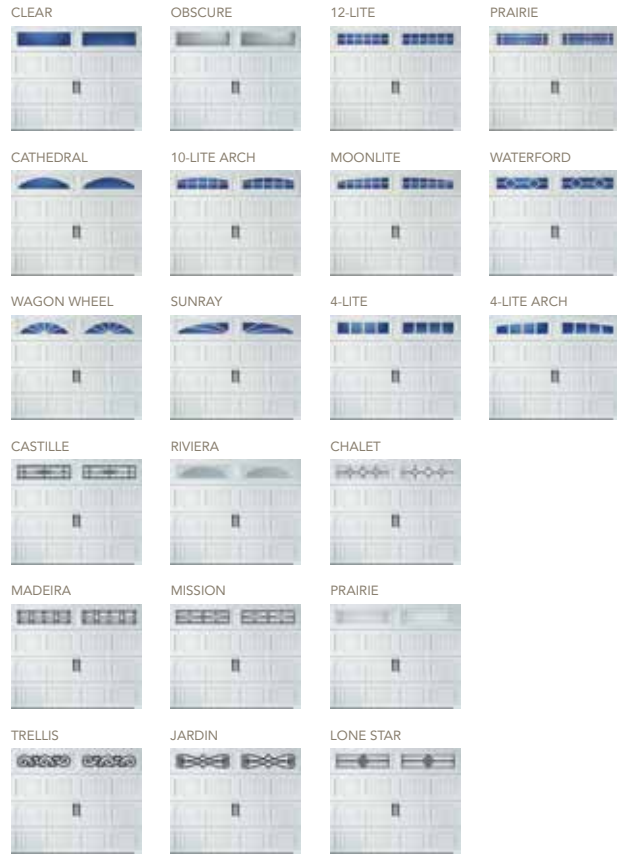 CLEAR
OBSCURE
12-LITE
PRAIRIE
CATHEDRAL
10-LITE ARCH
MOONLITE
WATERFORD
WAGON WHEEL
SUNRAY
4-LITE
4-LITE ARCH
CASTILLE
RIVIERA
CHALET
MADEIRA
MISSION
PRAIRIE
TRELLIS
JARDIN
LONE STAR